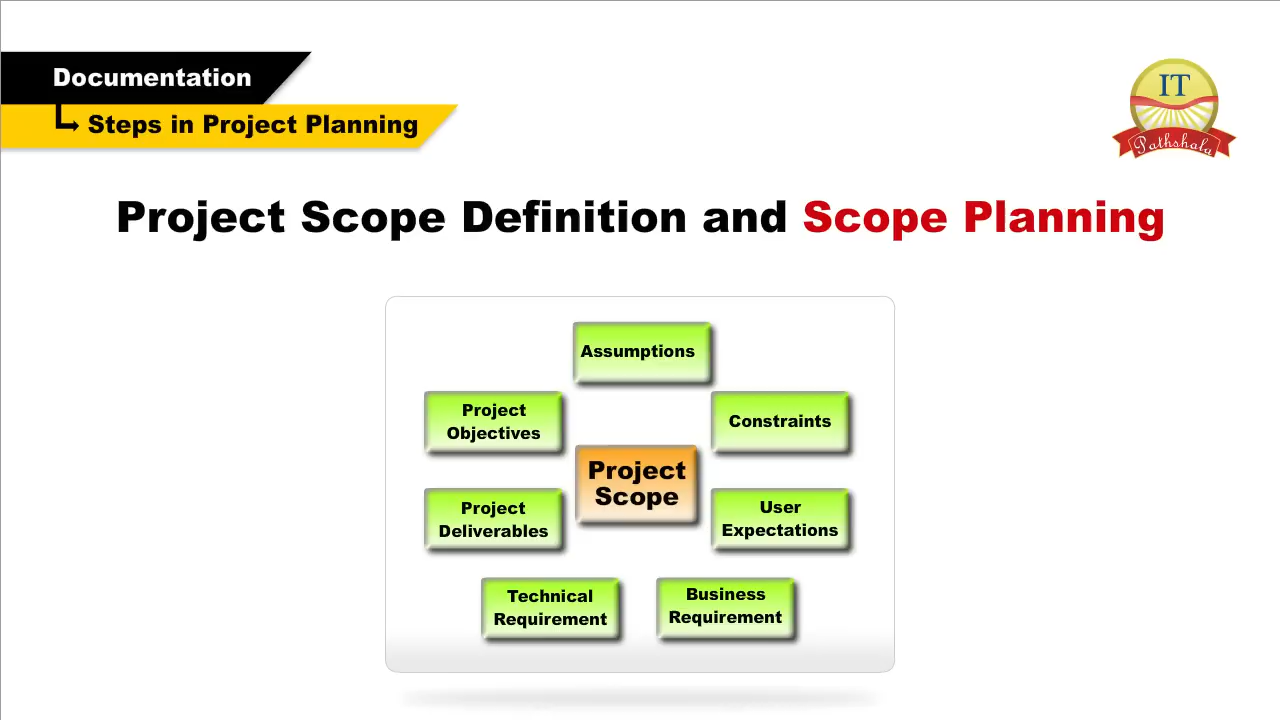 Documentation
Steps in Project Planning
IT
Pathshala
Project Scope Definition and Scope Planning
Assumptions
Project
Objectives
Constraints
Project
Scope
Project
Deliverables
User
Expectations
Technical
Requirement
Business
Requirement